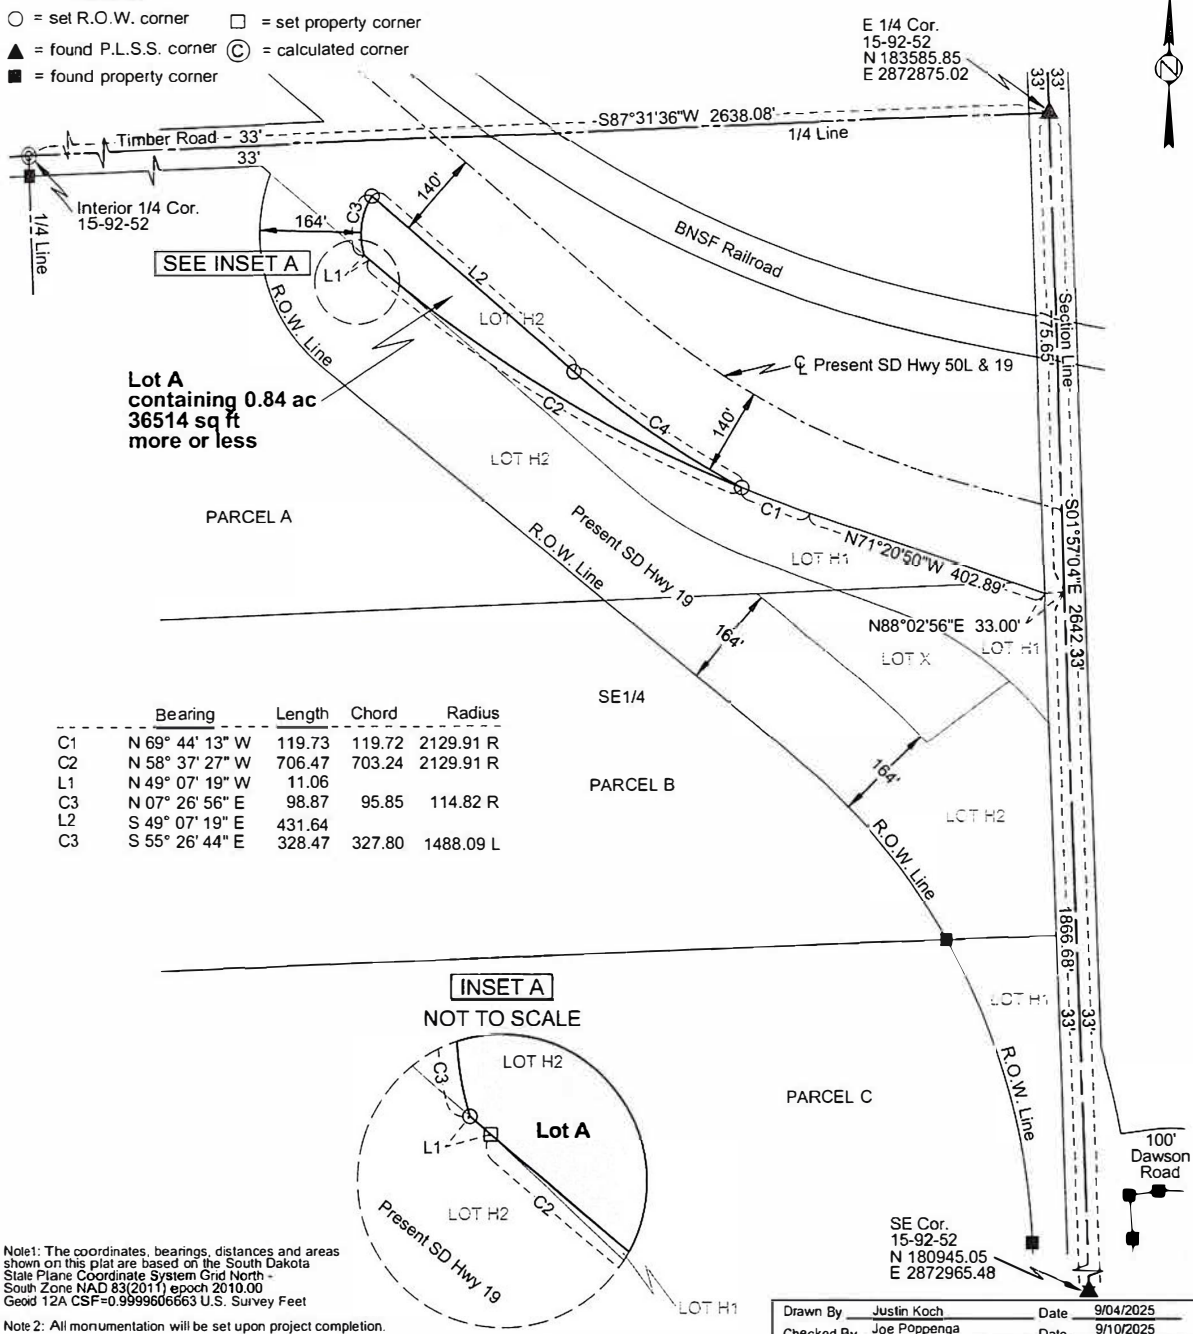 = set R.O.W. corner
= set property corner
= found P.L.S.S. corner
C = calculated corner
= found property corner
E 1/4 Cor.
15-92-52
N 183585.85
E 2872875.02
33' 33'
N
S87°31'36"W 2638.08'
1/4 Line
Timber Road - 33'
33'
Interior 1/4 Cor.
15-92-52
1/4 Line
164'
C3
140'
SEE INSET A
L1
L2
BNSF Railroad
R.O.W. Line
LOT H2
Section Line
775.65'
℄ Present SD Hwy 50L & 19
Lot A
containing 0.84 ac
36514 sq ft
more or less
C2
C4
140'
LOT H2
PARCEL A
C1
Present SD Hwy 19
R.O.W. Line
LOT H1
N71°20'50"W 402.89'
S01°57'04"E 2642.33'
N88°02'56"E 33.00'
164'
LOT X
LOT H1
SE1/4
Bearing Length Chord Radius
C1 N 69° 44' 13" W 119.73 119.72 2129.91 R
C2 N 58° 37' 27" W 706.47 703.24 2129.91 R
L1 N 49° 07' 19" W 11.06
C3 N 07° 26' 56" E 98.87 95.85 114.82 R
L2 S 49° 07' 19" E 431.64
C3 S 55° 26' 44" E 328.47 327.80 1488.09 L
PARCEL B
164'
LOT H2
R.O.W. Line
1866.68'
33' 33'
LOT H1
INSET A
NOT TO SCALE
LOT H2
C3
Lot A
L1
C2
LOT H2
Present SD Hwy 19
LOT H1
PARCEL C
R.O.W. Line
100'
Dawson
Road
SE Cor.
15-92-52
N 180945.05
E 2872965.48
Note1: The coordinates, bearings, distances and areas
shown on this plat are based on the South Dakota
State Plane Coordinate System Grid North -
South Zone NAD 83(2011) epoch 2010.00
Geoid 12A CSF=0.9999606663 U.S. Survey Feet
Note 2: All monumentation will be set upon project completion.
Drawn By Justin Koch Date 9/04/2025
Checked By Joe Poppenga Date 9/10/2025